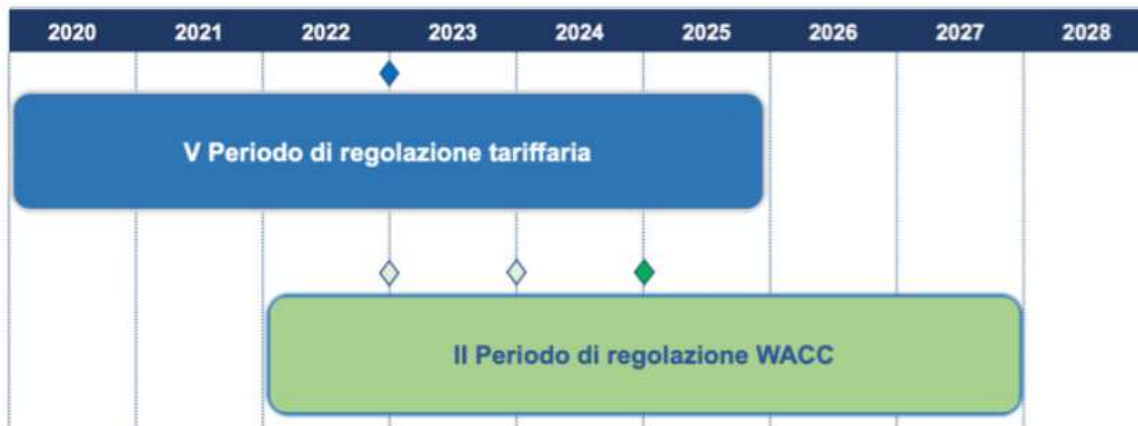 2020 2021 2022 2023 2024 2025 2026 2027 2028
V Periodo di regolazione tariffaria
II Periodo di regolazione WACC